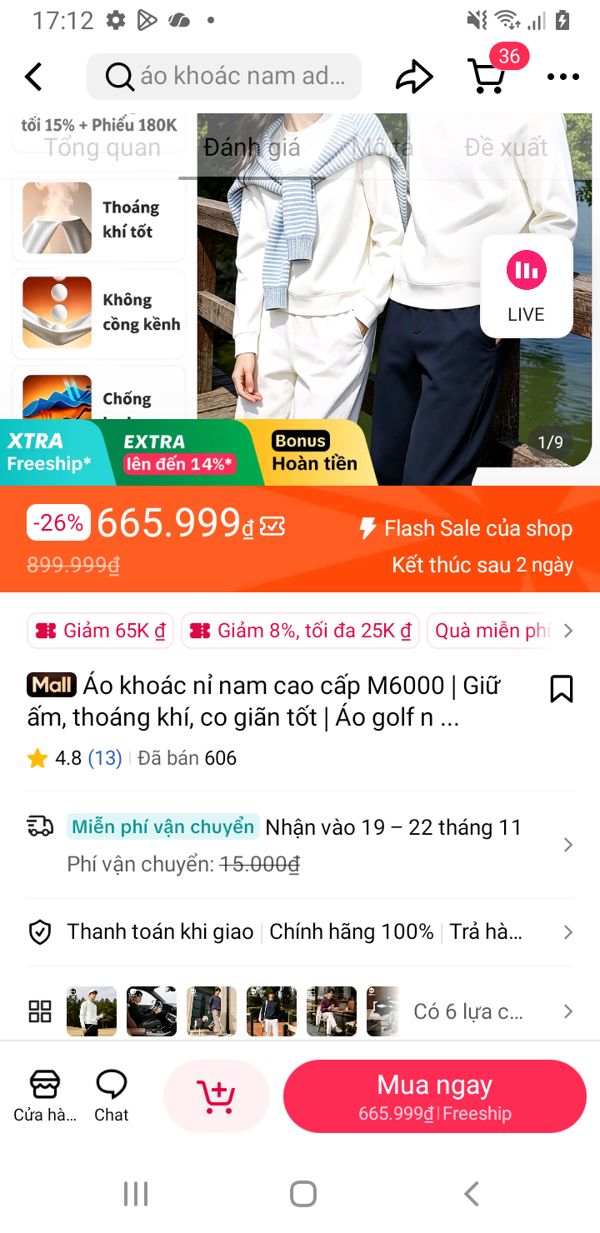 17:12
áo khoác nam ad...
36
tối 15% + Phiếu 180K
Tổng quan
Đánh giá
Mô tả
Đề xuất
Thoáng
khí tốt
Không
cồng kềnh
Chống
LIVE
XTRA
Freeship*
EXTRA
lên đến 14%*
Bonus
Hoàn tiền
1/9
-26% 665.999₫
Flash Sale của shop
899.999₫
Kết thúc sau 2 ngày
Giảm 65K ₫
Giảm 8%, tối đa 25K ₫
Quà miễn phí
Mall Áo khoác nỉ nam cao cấp M6000 | Giữ
ấm, thoáng khí, co giãn tốt | Áo golf n ...
4.8 (13) Đã bán 606
Miễn phí vận chuyển Nhận vào 19 – 22 tháng 11
Phí vận chuyển: 15.000₫
Thanh toán khi giao | Chính hãng 100% | Trả hà...
Có 6 lựa c...
Cửa hà...
Chat
Mua ngay
665.999₫ | Freeship